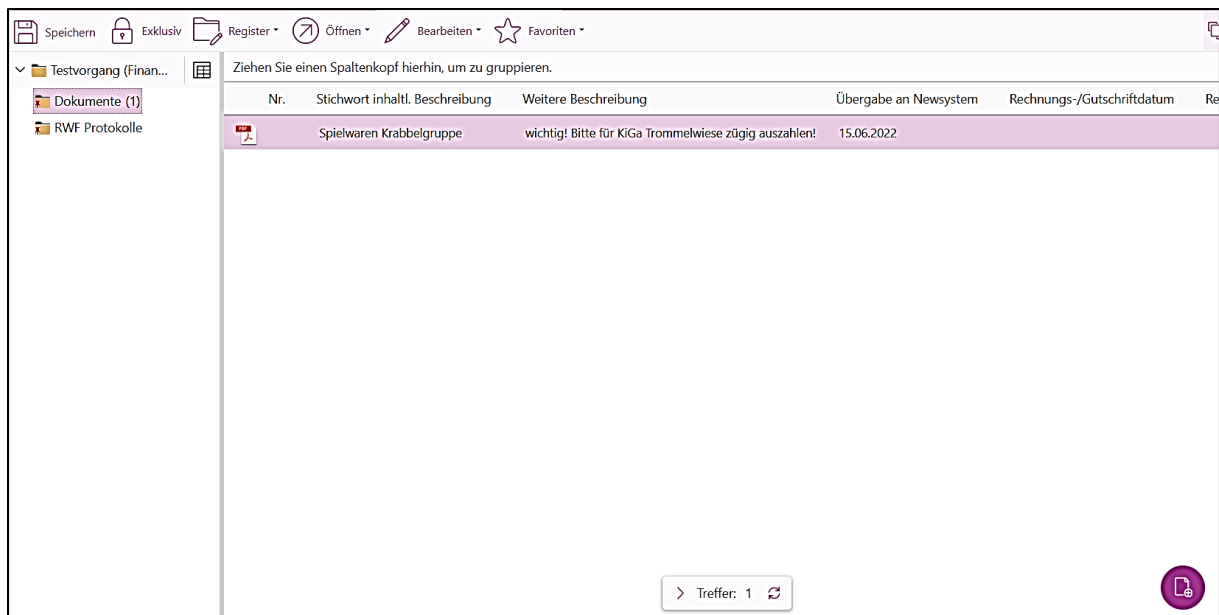 Speichern Exklusiv Register Öffnen Bearbeiten Favoriten
Testvorgang (Finan...
Dokumente (1)
RWF Protokolle
Ziehen Sie einen Spaltenkopf hierhin, um zu gruppieren.
Nr. Stichwort inhaltl. Beschreibung Weitere Beschreibung Übergabe an Newsystem Rechnungs-/Gutschriftdatum Re
PDF Spielwaren Krabbelgruppe wichtig! Bitte für KiGa Trommelwiese zügig auszahlen! 15.06.2022
Treffer: 1